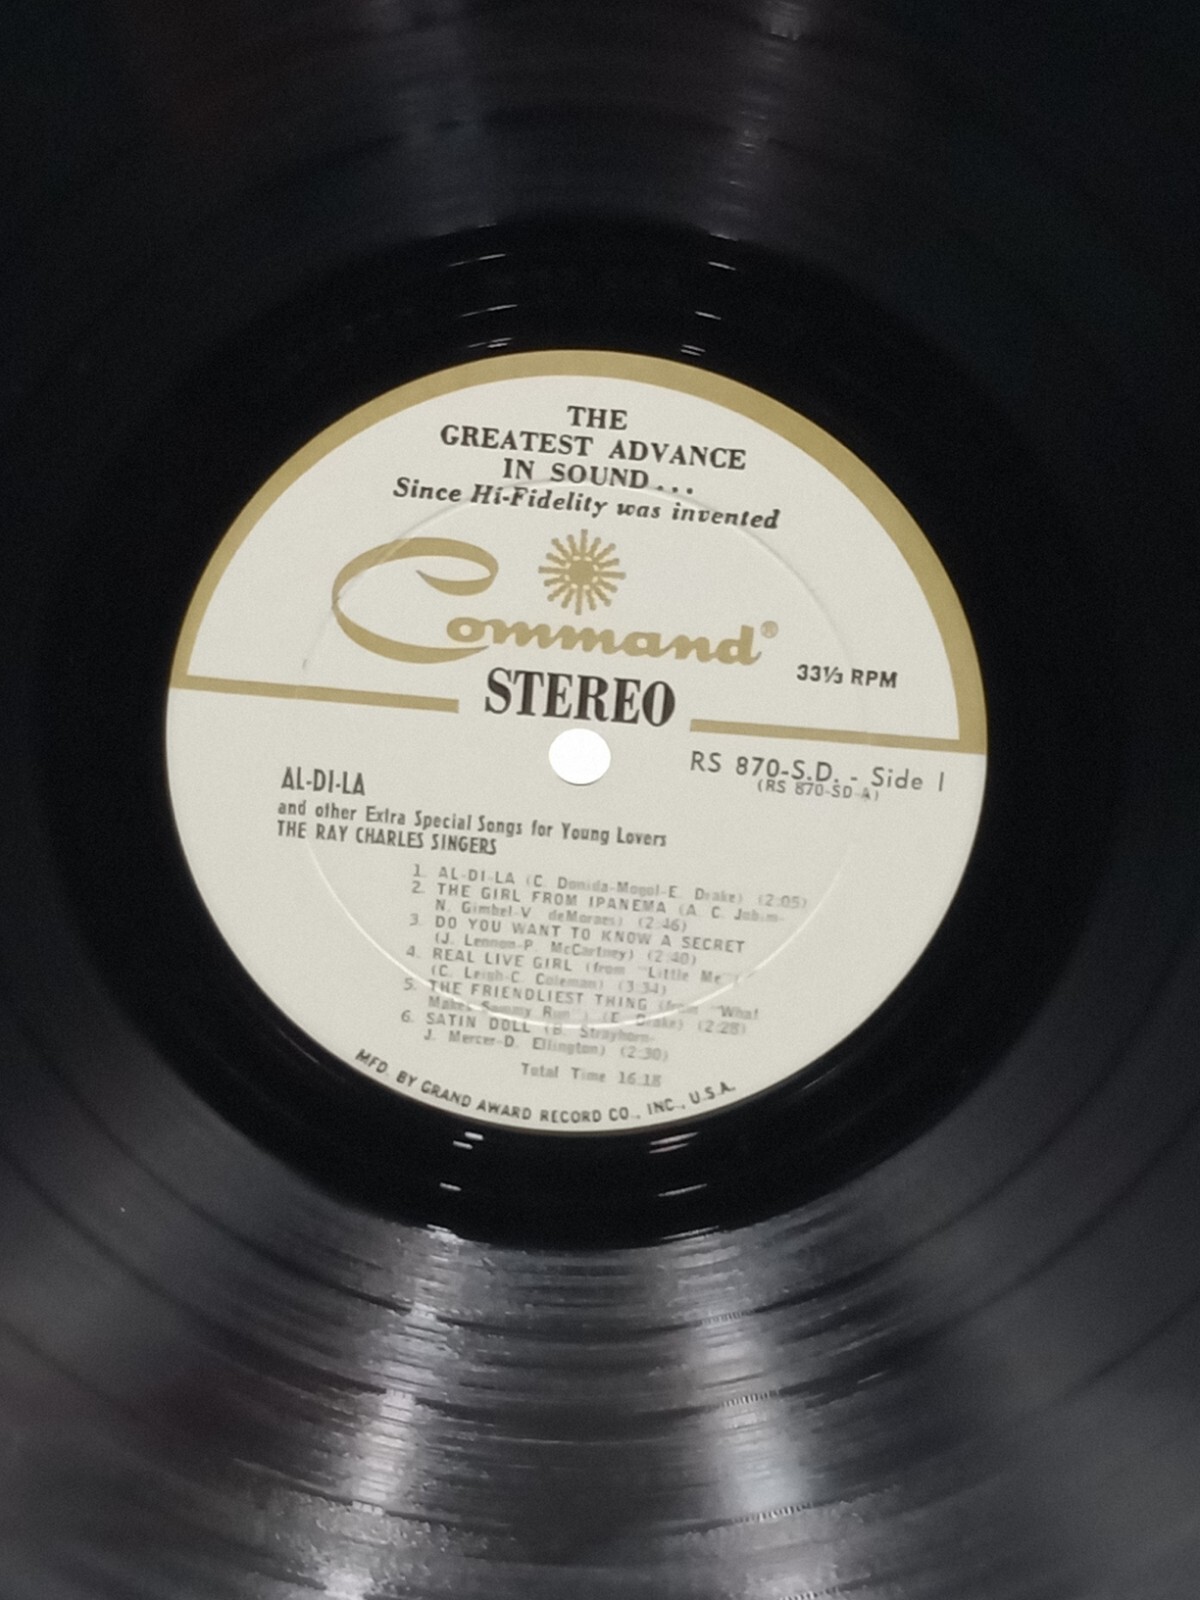 THE
GREATEST ADVANCE
IN SOUND...
Since Hi-Fidelity was invented
Command®
STEREO
33⅓ RPM
RS 870-S.D. - Side 1
(RS 870-SD-A)
AL-DI-LA
and other Extra Special Songs for Young Lovers
THE RAY CHARLES SINGERS
1. AL-DI-LA (C. Donida-Mogol-E. Drake) (2:05)
2. THE GIRL FROM IPANEMA (A. C. Jobim-
N. Gimbel-V. deMoraes) (2:46)
3. DO YOU WANT TO KNOW A SECRET
(J. Lennon-P. McCartney) (2:40)
4. REAL LIVE GIRL (from "Little Me")
(C. Leigh-C. Coleman) (3:34)
5. THE FRIENDLIEST THING (from "What
Makes Sammy Run") (E. Drake) (2:28)
6. SATIN DOLL (B. Strayhorn-
J. Mercer-D. Ellington) (2:30)
Total Time 16:18
MFD. BY GRAND AWARD RECORD CO., INC., U.S.A.